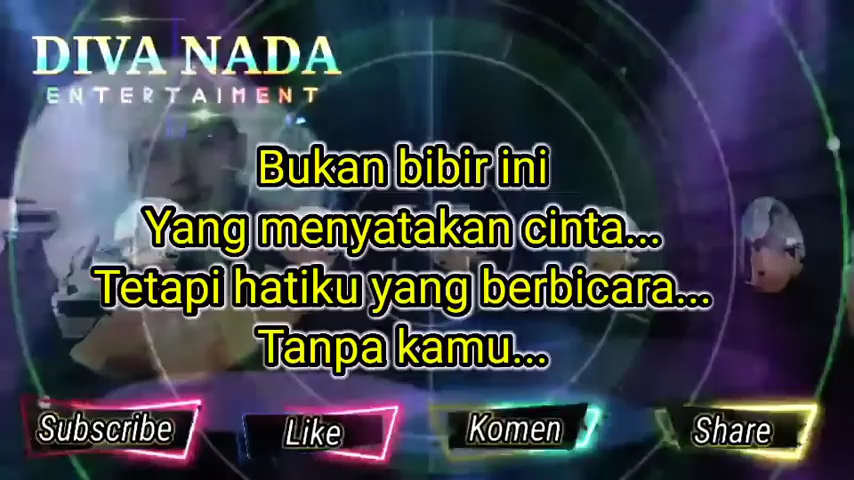 DIVA NADA
ENTERTAIMENT
Bukan bibir ini
Yang menyatakan cinta...
Tetapi hatiku yang berbicara...
Tanpa kamu...
Subscribe
Like
Komen
Share